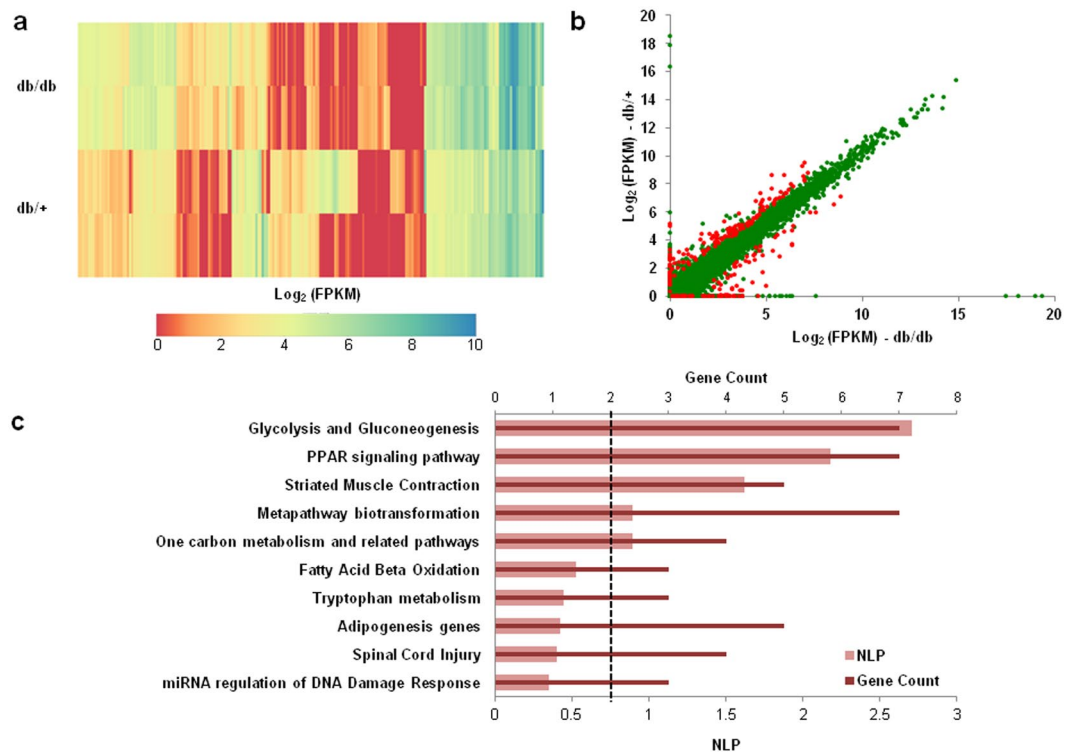 a
db/db
db/+
Log2 (FPKM)
0 2 4 6 8 10
b
20
18
16
14
12
10
8
6
4
2
0
Log2 (FPKM) - db/+
0 5 10 15 20
Log2 (FPKM) - db/db
c
Gene Count
0 1 2 3 4 5 6 7 8
Glycolysis and Gluconeogenesis
PPAR signaling pathway
Striated Muscle Contraction
Metapathway biotransformation
One carbon metabolism and related pathways
Fatty Acid Beta Oxidation
Tryptophan metabolism
Adipogenesis genes
Spinal Cord Injury
miRNA regulation of DNA Damage Response
NLP
Gene Count
0 0.5 1 1.5 2 2.5 3
NLP